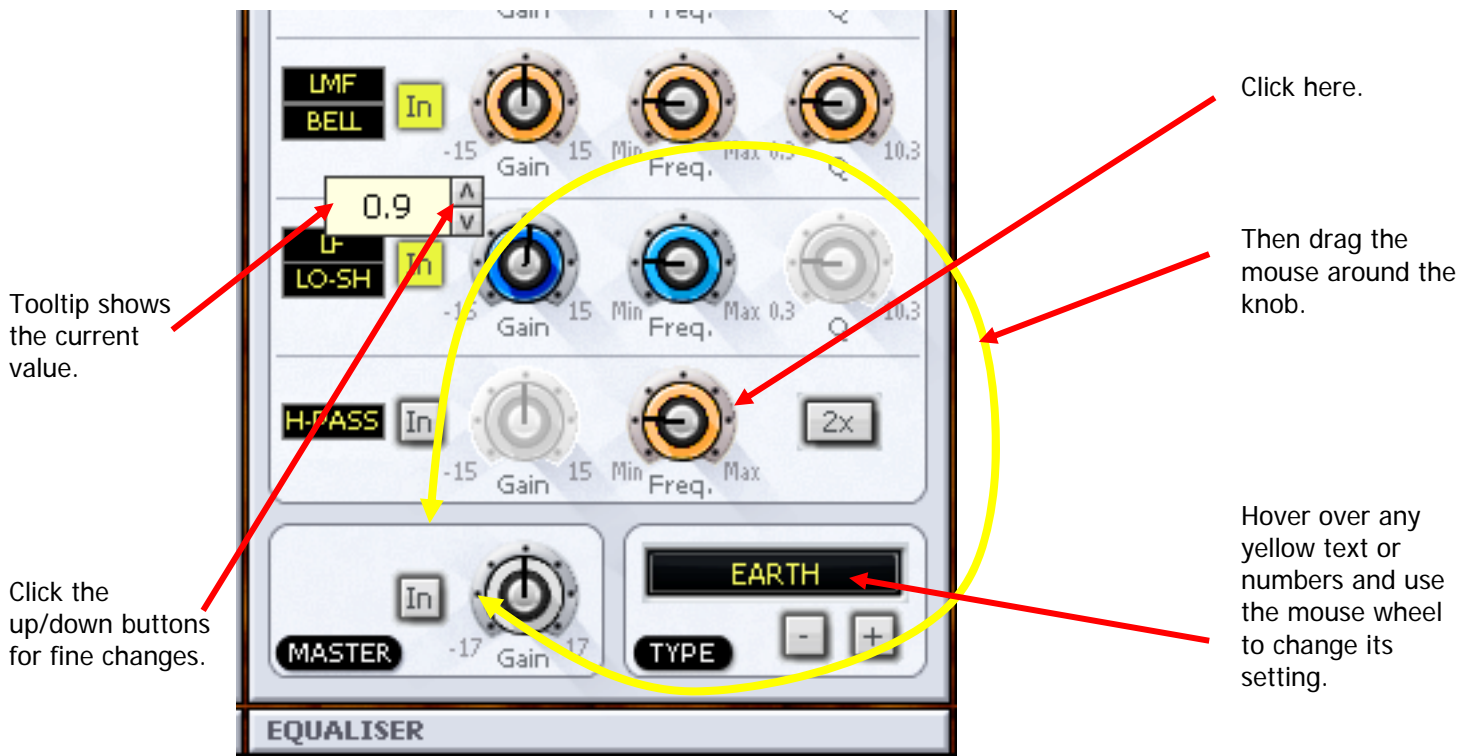 Gain Freq.
LMF
BELL
In
-15 Gain 15
Min Freq. Max
0.3 Q 10.3
0.9
LF
LO-SH
In
-15 Gain 15
Min Freq. Max
0.3 Q 10.3
H-PASS
In
-15 Gain 15
Min Freq. Max
2x
In
MASTER
-17 Gain 17
EARTH
TYPE
- +
EQUALISER
Tooltip shows
the current
value.
Click the
up/down buttons
for fine changes.
Click here.
Then drag the
mouse around the
knob.
Hover over any
yellow text or
numbers and use
the mouse wheel
to change its
setting.